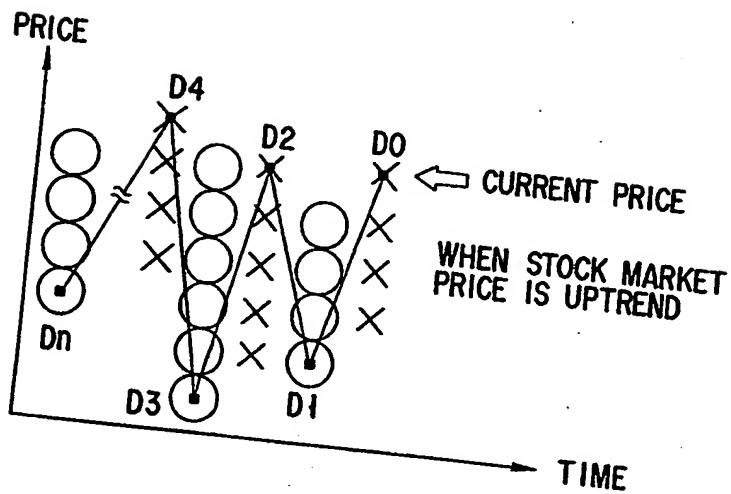 PRICE
D4
D2
D0
CURRENT PRICE
WHEN STOCK MARKET
PRICE IS UPTREND
Dn
D3
D1
TIME